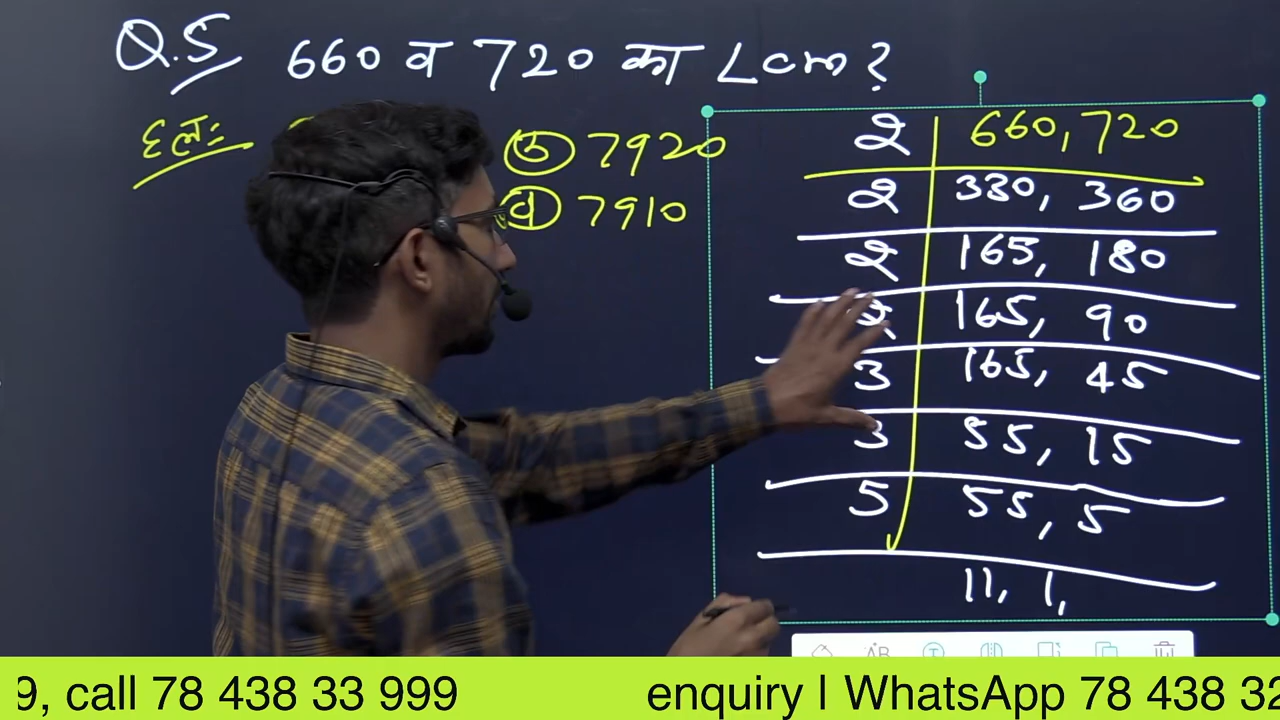 Q.5 660 व 720 का Lcm?
हल:
ब 7920
द 7910
2 660, 720
2 330, 360
2 165, 180
2 165, 90
3 165, 45
3 55, 15
5 55, 5
11, 1,
9, call 78 438 33 999 enquiry | WhatsApp 78 438 32